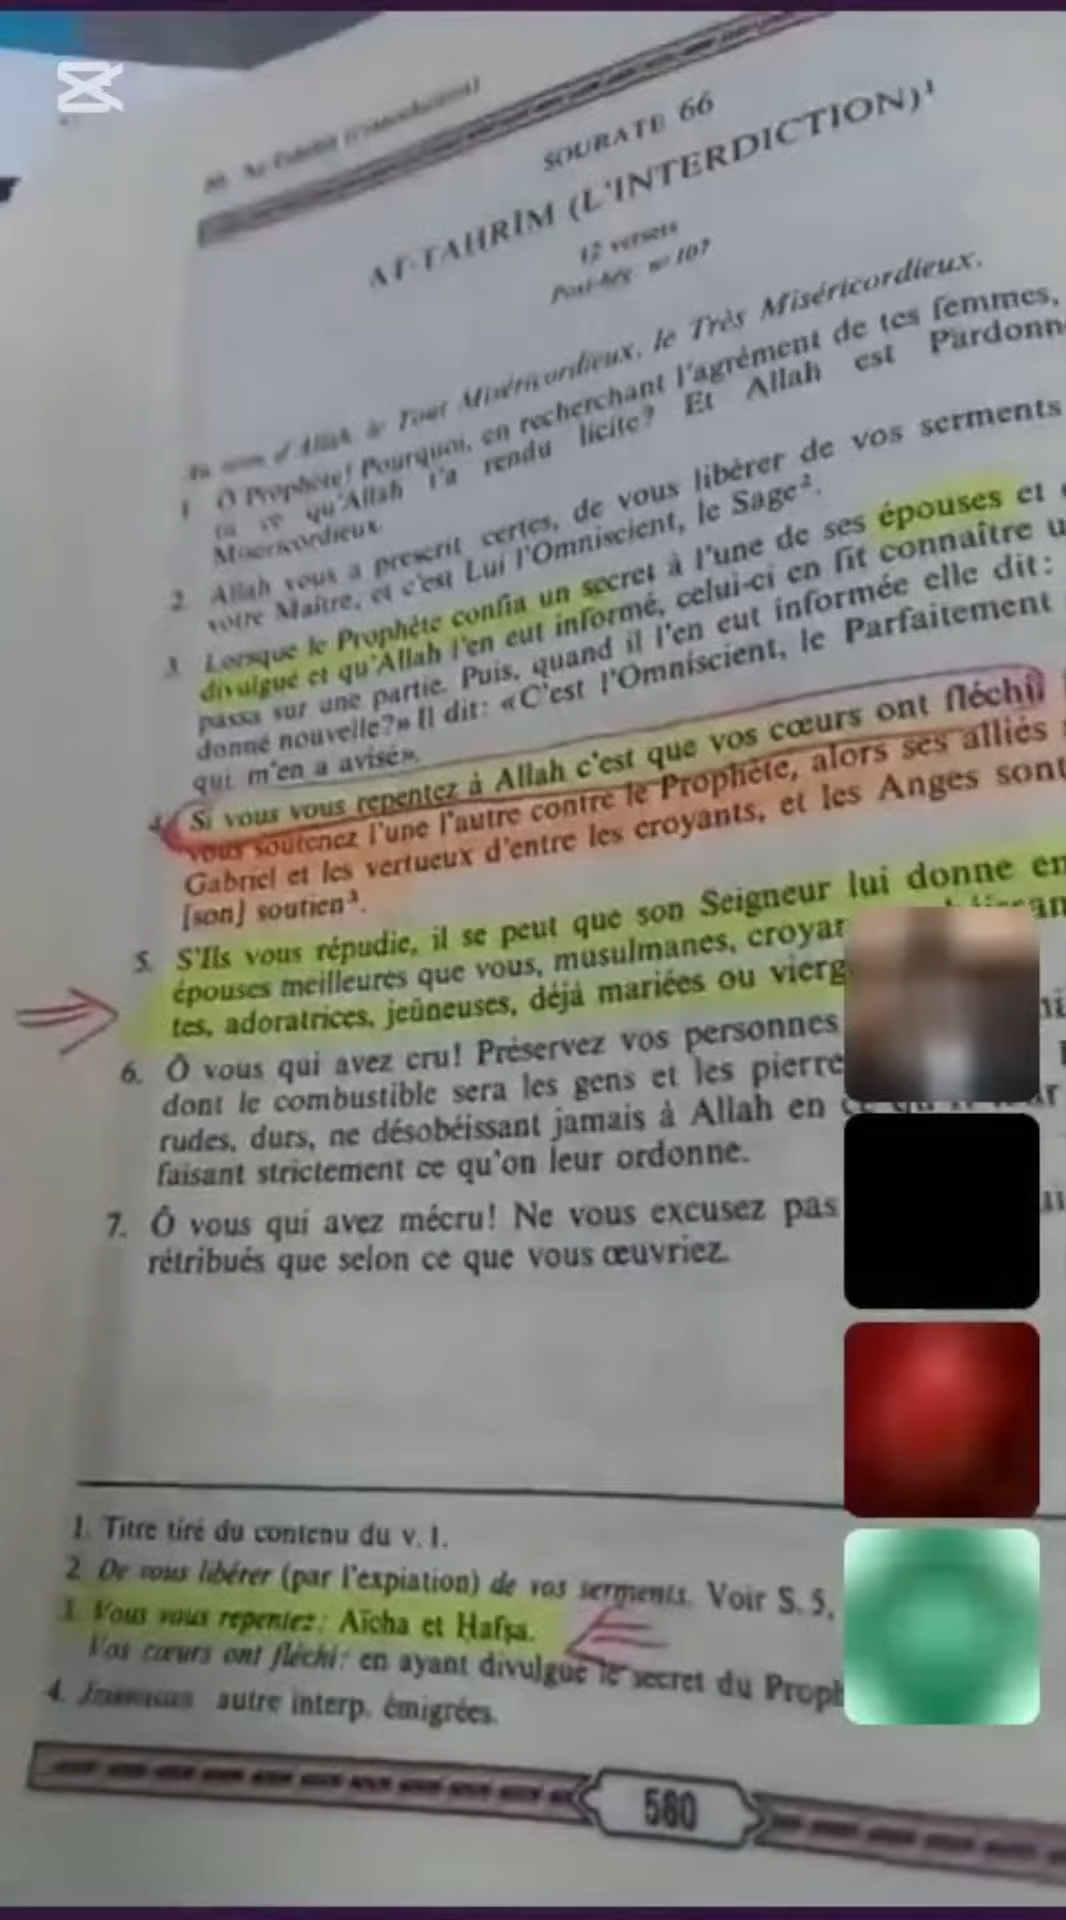 SOURATE 66
AT-TAHRÎM (L'INTERDICTION)¹
12 versets
Post-hég. n° 107
Au nom d'Allah, le Tout Miséricordieux, le Très Miséricordieux.
1. Ô Prophète! Pourquoi, en recherchant l'agrément de tes femmes,
ce qu'Allah t'a rendu licite? Et Allah est Pardonn
Miséricordieux.
2. Allah vous a prescrit certes, de vous libérer de vos serments
votre Maître, et c'est Lui l'Omniscient, le Sage².
3. Lorsque le Prophète confia un secret à l'une de ses épouses et
divulgué et qu'Allah l'en eut informé, celui-ci en fit connaître u
passa sur une partie. Puis, quand il l'en eut informée elle dit:
donné nouvelle?» Il dit: «C'est l'Omniscient, le Parfaitement
qui m'en a avisé».
4. Si vous vous repentez à Allah c'est que vos cœurs ont fléchi
vous soutenez l'une l'autre contre le Prophète, alors ses alliés
Gabriel et les vertueux d'entre les croyants, et les Anges sont
[son] soutien³.
5. S'Ils vous répudie, il se peut que son Seigneur lui donne en
épouses meilleures que vous, musulmanes, croyan
tes, adoratrices, jeûneuses, déjà mariées ou vierg
6. Ô vous qui avez cru! Préservez vos personnes
dont le combustible sera les gens et les pierre
rudes, durs, ne désobéissant jamais à Allah en ce qu'Il leur
faisant strictement ce qu'on leur ordonne.
7. Ô vous qui avez mécru! Ne vous excusez pas
rétribués que selon ce que vous œuvriez.
1. Titre tiré du contenu du v. 1.
2. De vous libérer (par l'expiation) de vos serments. Voir S. 5,
3. Vous vous repentez: Aïcha et Hafsa.
Vos cœurs ont fléchi: en ayant divulgué le secret du Proph
4. autre interp. émigrées.
580